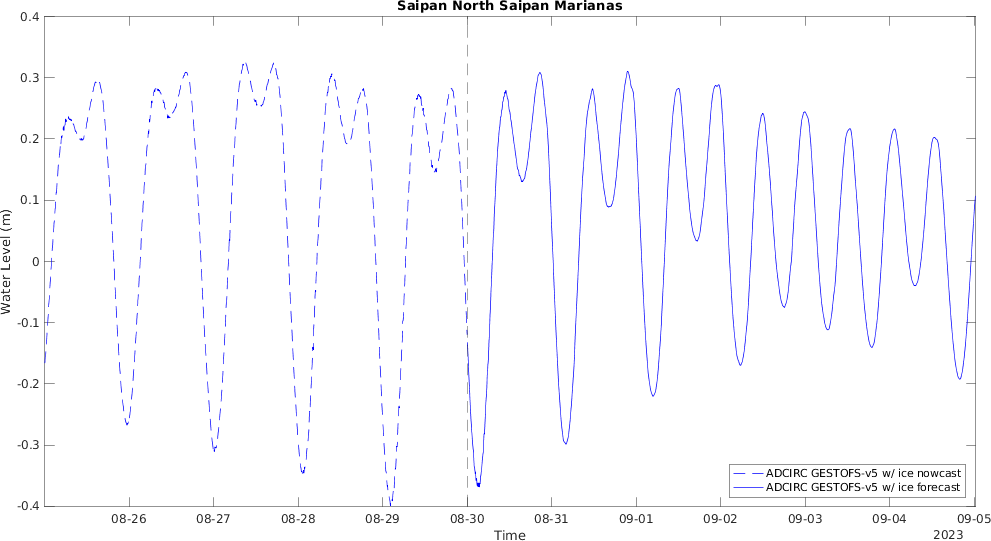 Saipan North Saipan Marianas
Water Level (m)
0.4
0.3
0.2
0.1
0
-0.1
-0.2
-0.3
-0.4
ADCIRC GESTOFS-v5 w/ ice nowcast
ADCIRC GESTOFS-v5 w/ ice forecast
08-26 08-27 08-28 08-29 08-30 08-31 09-01 09-02 09-03 09-04 09-05
Time
2023